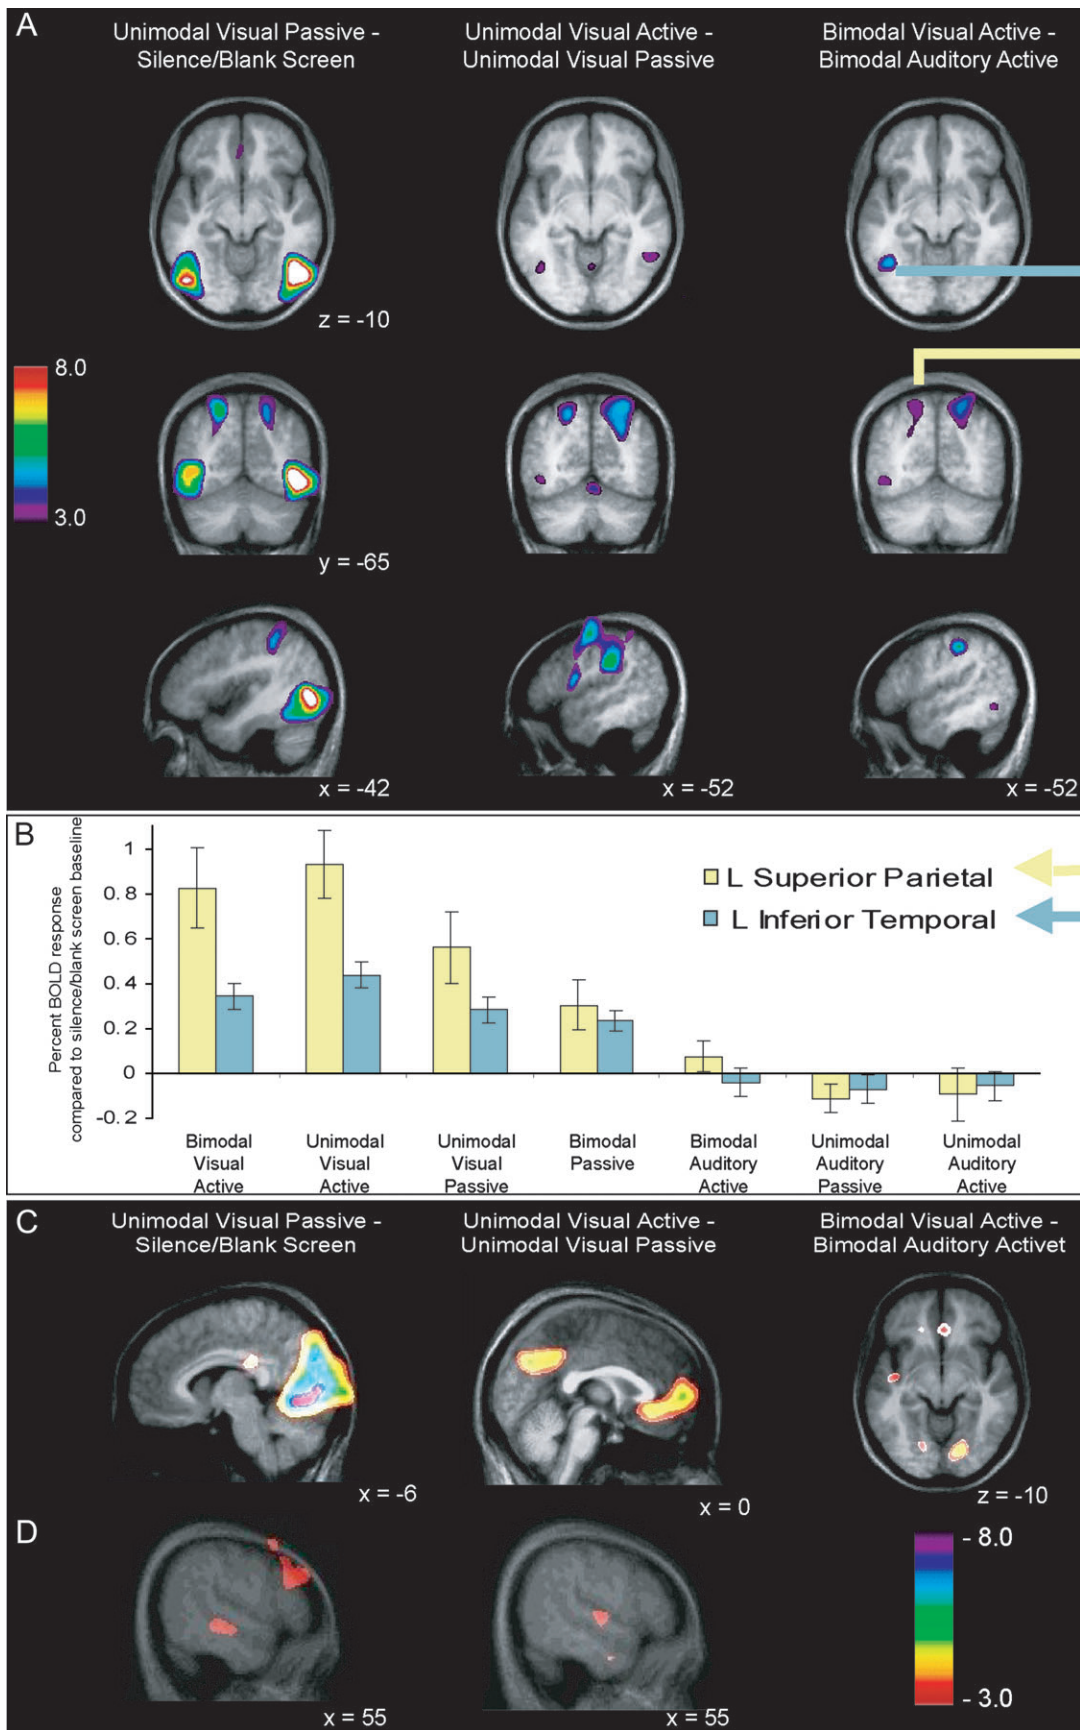 A
Unimodal Visual Passive -
Silence/Blank Screen
Unimodal Visual Active -
Unimodal Visual Passive
Bimodal Visual Active -
Bimodal Auditory Active
z = -10
8.0
3.0
y = -65
x = -42
x = -52
x = -52
B
Percent BOLD response
compared to silence/blank screen baseline
1
0.8
0.6
0.4
0.2
0
-0.2
L Superior Parietal
L Inferior Temporal
Bimodal
Visual
Active
Unimodal
Visual
Active
Unimodal
Visual
Passive
Bimodal
Passive
Bimodal
Auditory
Active
Unimodal
Auditory
Passive
Unimodal
Auditory
Active
C
Unimodal Visual Passive -
Silence/Blank Screen
Unimodal Visual Active -
Unimodal Visual Passive
Bimodal Visual Active -
Bimodal Auditory Activet
x = -6
x = 0
z = -10
D
x = 55
x = 55
- 8.0
- 3.0